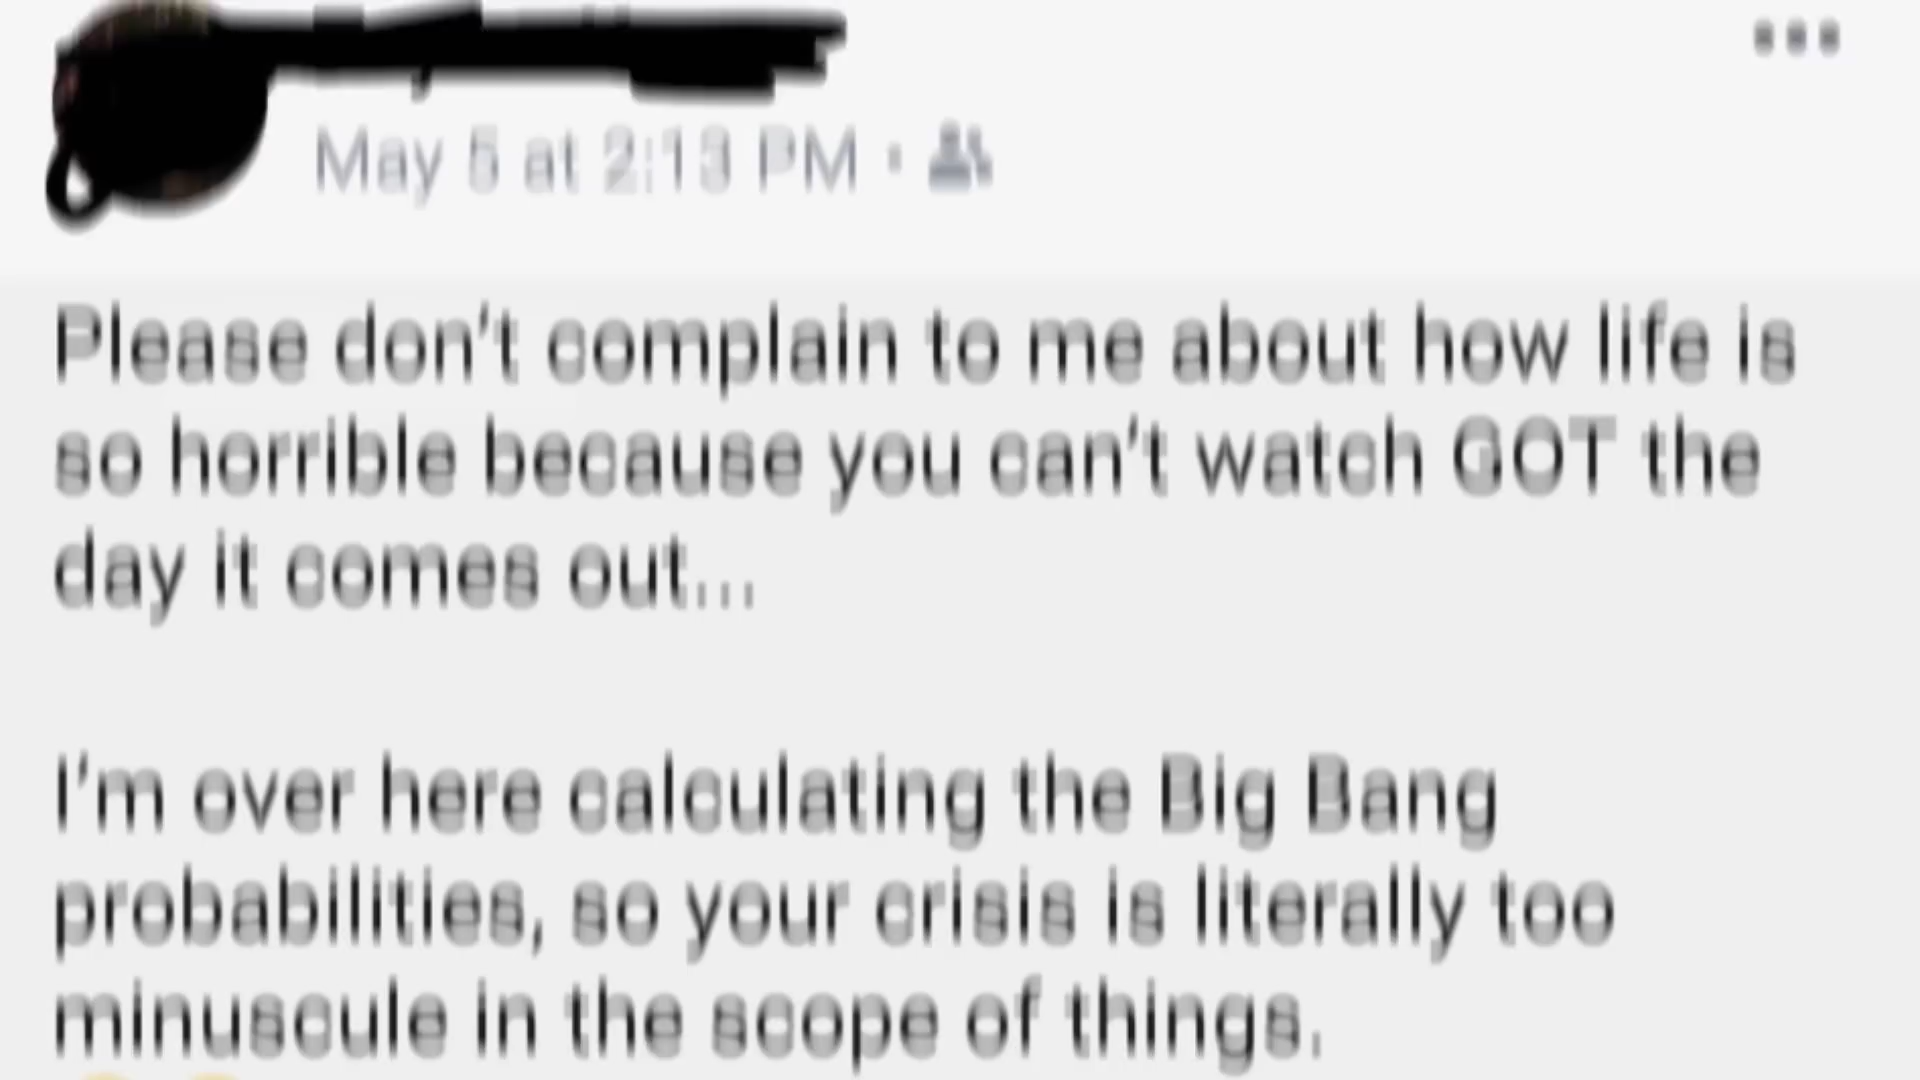 May 5 at 2:13 PM ·
Please don't complain to me about how life is
so horrible because you can't watch GOT the
day it comes out...
I'm over here calculating the Big Bang
probabilities, so your crisis is literally too
minuscule in the scope of things.